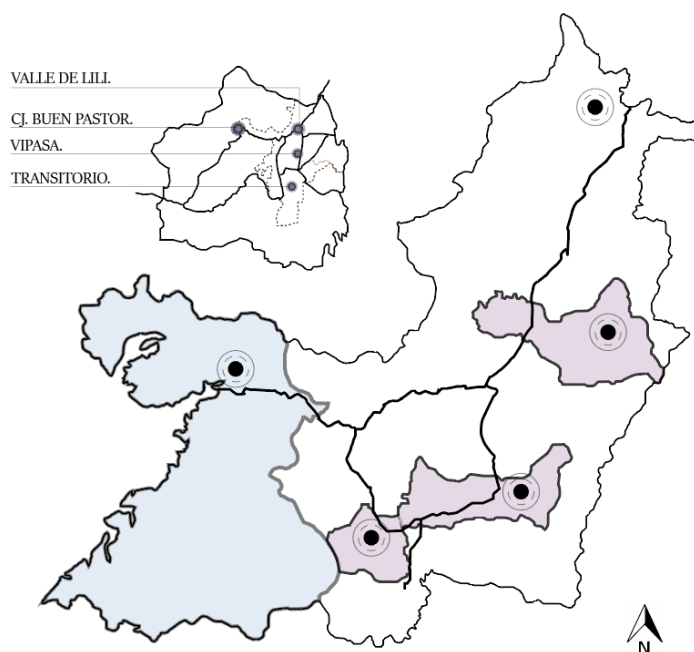 VALLE DE LILI.
CJ. BUEN PASTOR.
VIPASA.
TRANSITORIO.
N